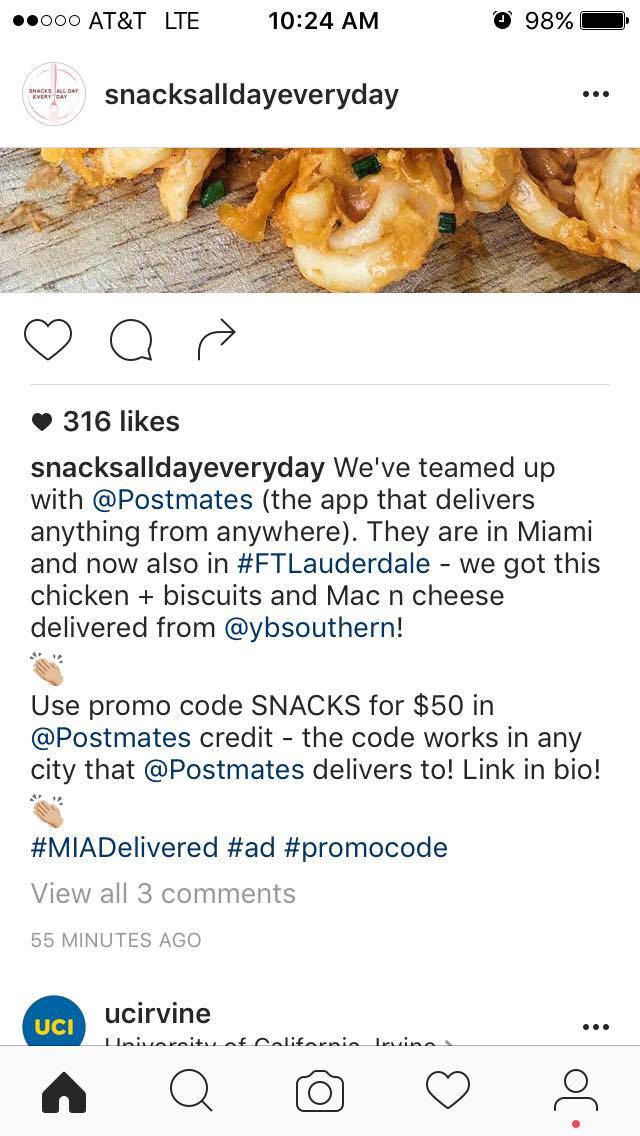 AT&T LTE 10:24 AM 98%
SNACKS ALL DAY
EVERY DAY
snacksalldayeveryday
316 likes
snacksalldayeveryday We've teamed up
with @Postmates (the app that delivers
anything from anywhere). They are in Miami
and now also in #FTLauderdale - we got this
chicken + biscuits and Mac n cheese
delivered from @ybsouthern!
👏🏼
Use promo code SNACKS for $50 in
@Postmates credit - the code works in any
city that @Postmates delivers to! Link in bio!
👏🏼
#MIADelivered #ad #promocode
View all 3 comments
55 MINUTES AGO
UCI
ucirvine
University of California, Irvine >